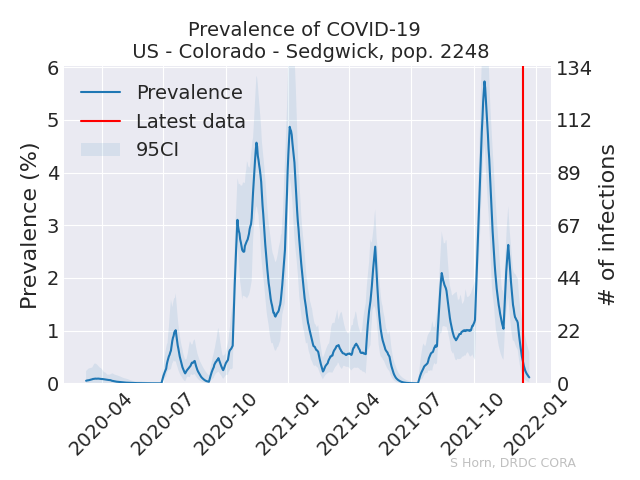 Prevalence of COVID-19
US - Colorado - Sedgwick, pop. 2248
Prevalence
Latest data
95CI
Prevalence (%)
6
5
4
3
2
1
0
134
112
89
67
44
22
0
# of infections
2020-04
2020-07
2020-10
2021-01
2021-04
2021-07
2021-10
2022-01
S Horn, DRDC CORA